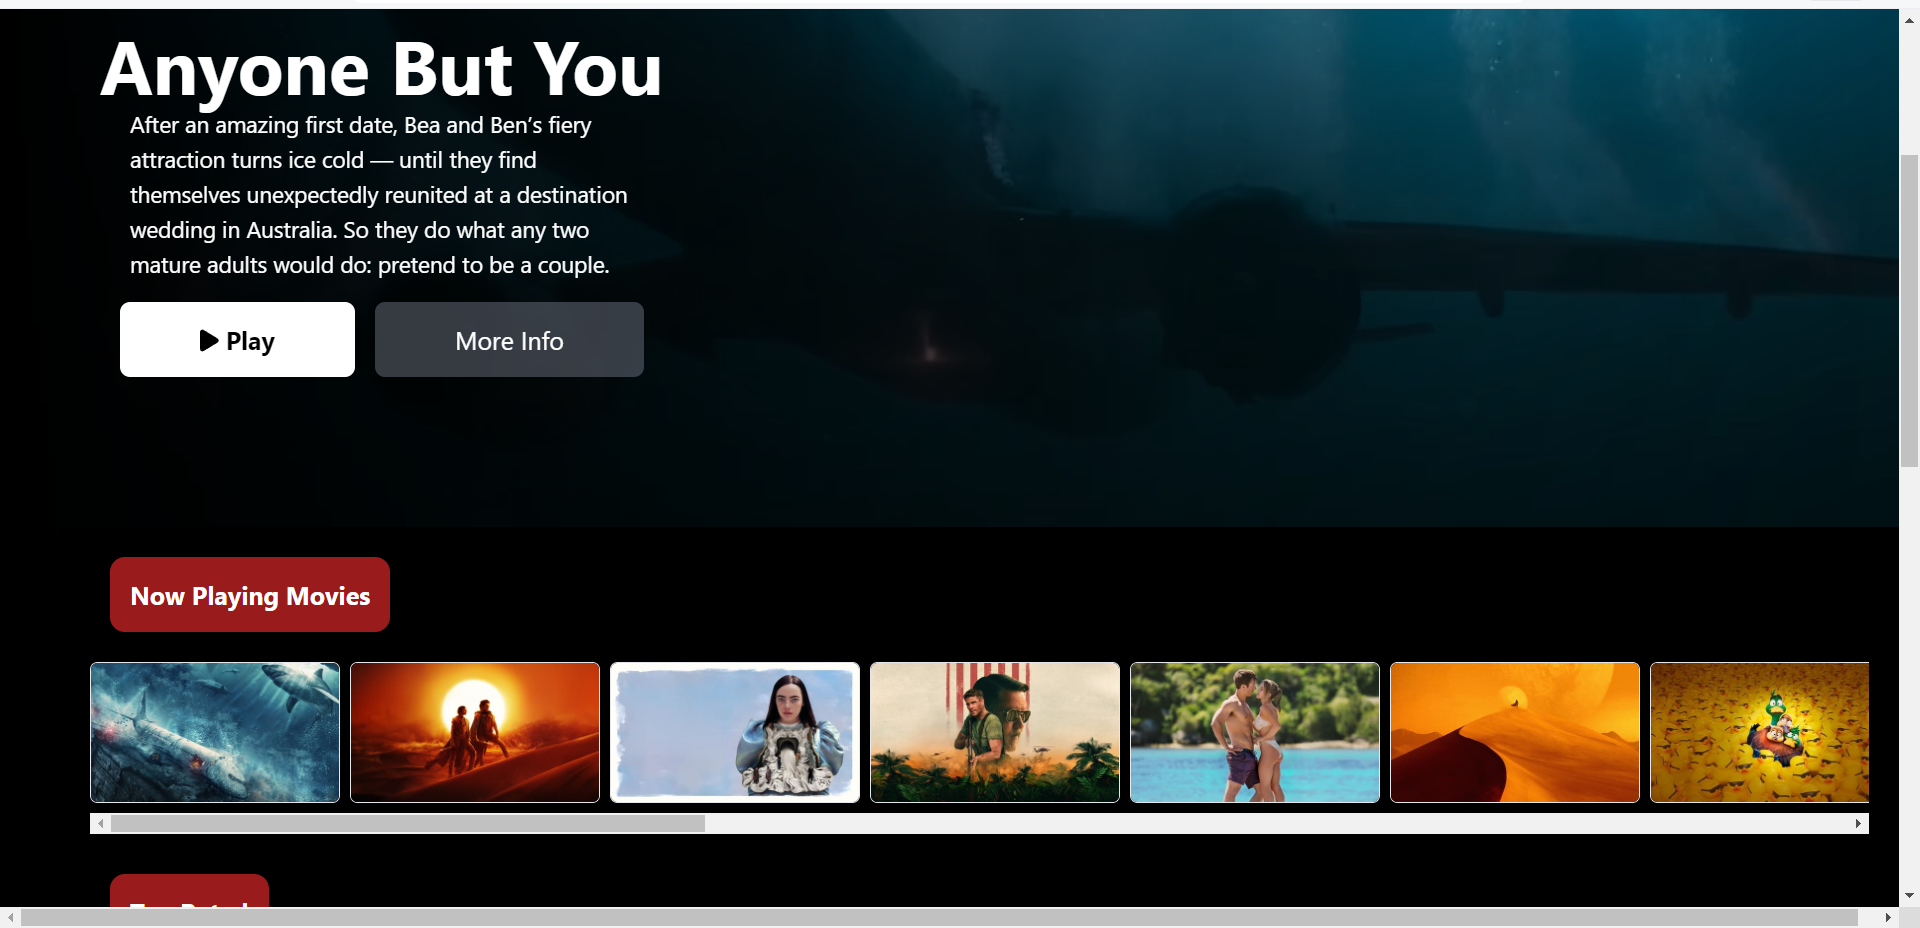 Anyone But You
After an amazing first date, Bea and Ben’s fiery
attraction turns ice cold — until they find
themselves unexpectedly reunited at a destination
wedding in Australia. So they do what any two
mature adults would do: pretend to be a couple.
Play
More Info
Now Playing Movies